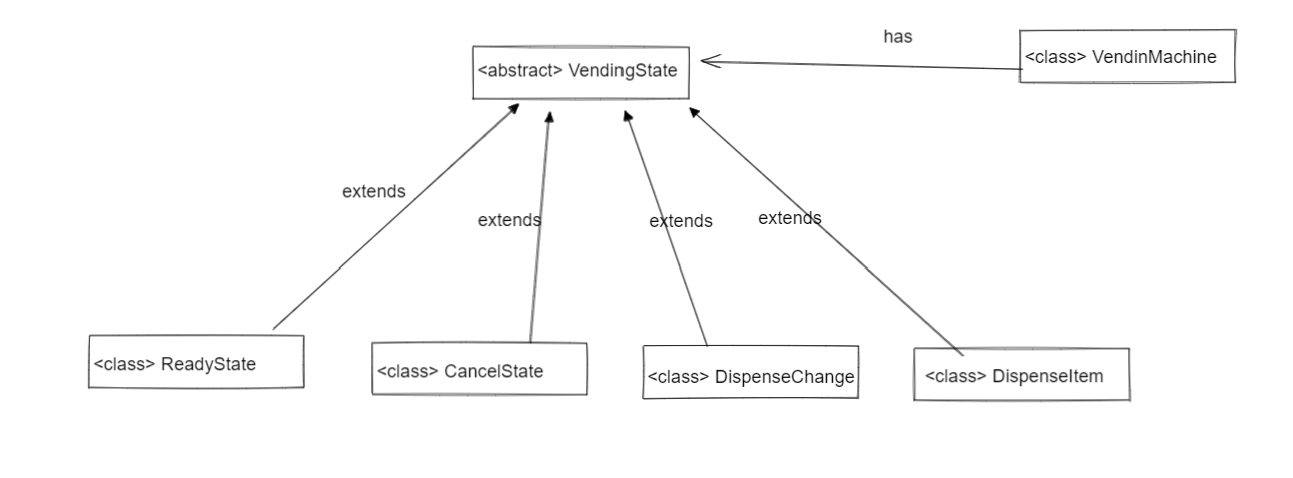 has
<class> VendinMachine
<abstract> VendingState
extends
extends
extends
extends
<class> ReadyState
<class> CancelState
<class> DispenseChange
<class> DispenseItem